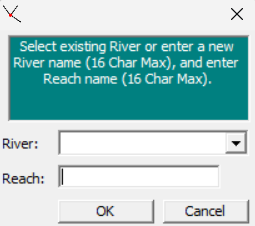 Select existing River or enter a new
River name (16 Char Max), and enter
Reach name (16 Char Max).
River:
Reach:
OK Cancel